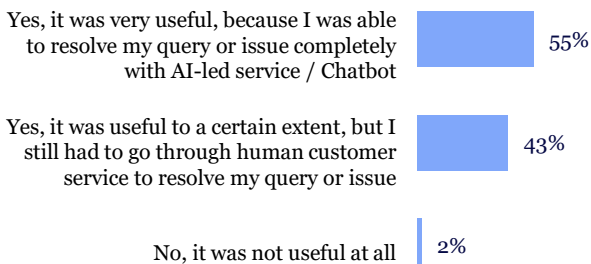 Yes, it was very useful, because I was able
to resolve my query or issue completely
with AI-led service / Chatbot
55%
Yes, it was useful to a certain extent, but I
still had to go through human customer
service to resolve my query or issue
43%
No, it was not useful at all
2%